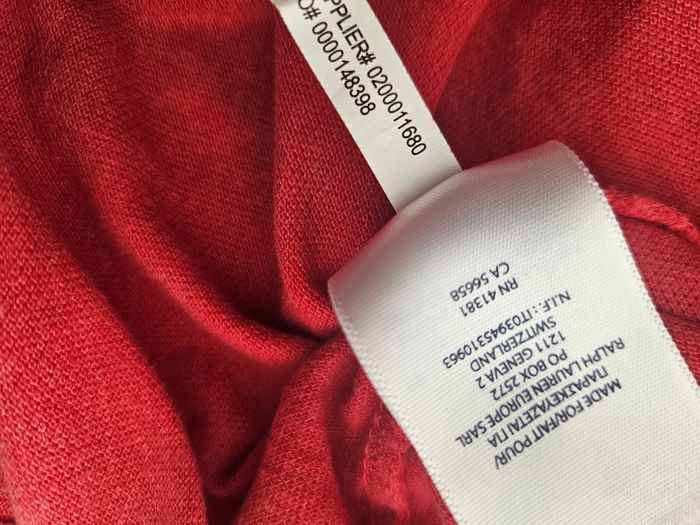 PPLIER# 0200011680
O# 0000148398
MADE FOR/FAIT POUR/
ΠΑΡΑΣΚΕΥΑΖΕΤΑΙ ΓΙΑ
RALPH LAUREN EUROPE SARL
PO BOX 2572
1211 GENEVA 2
SWITZERLAND
N.I.F.: IT03945310963
RN 41381
CA 56658